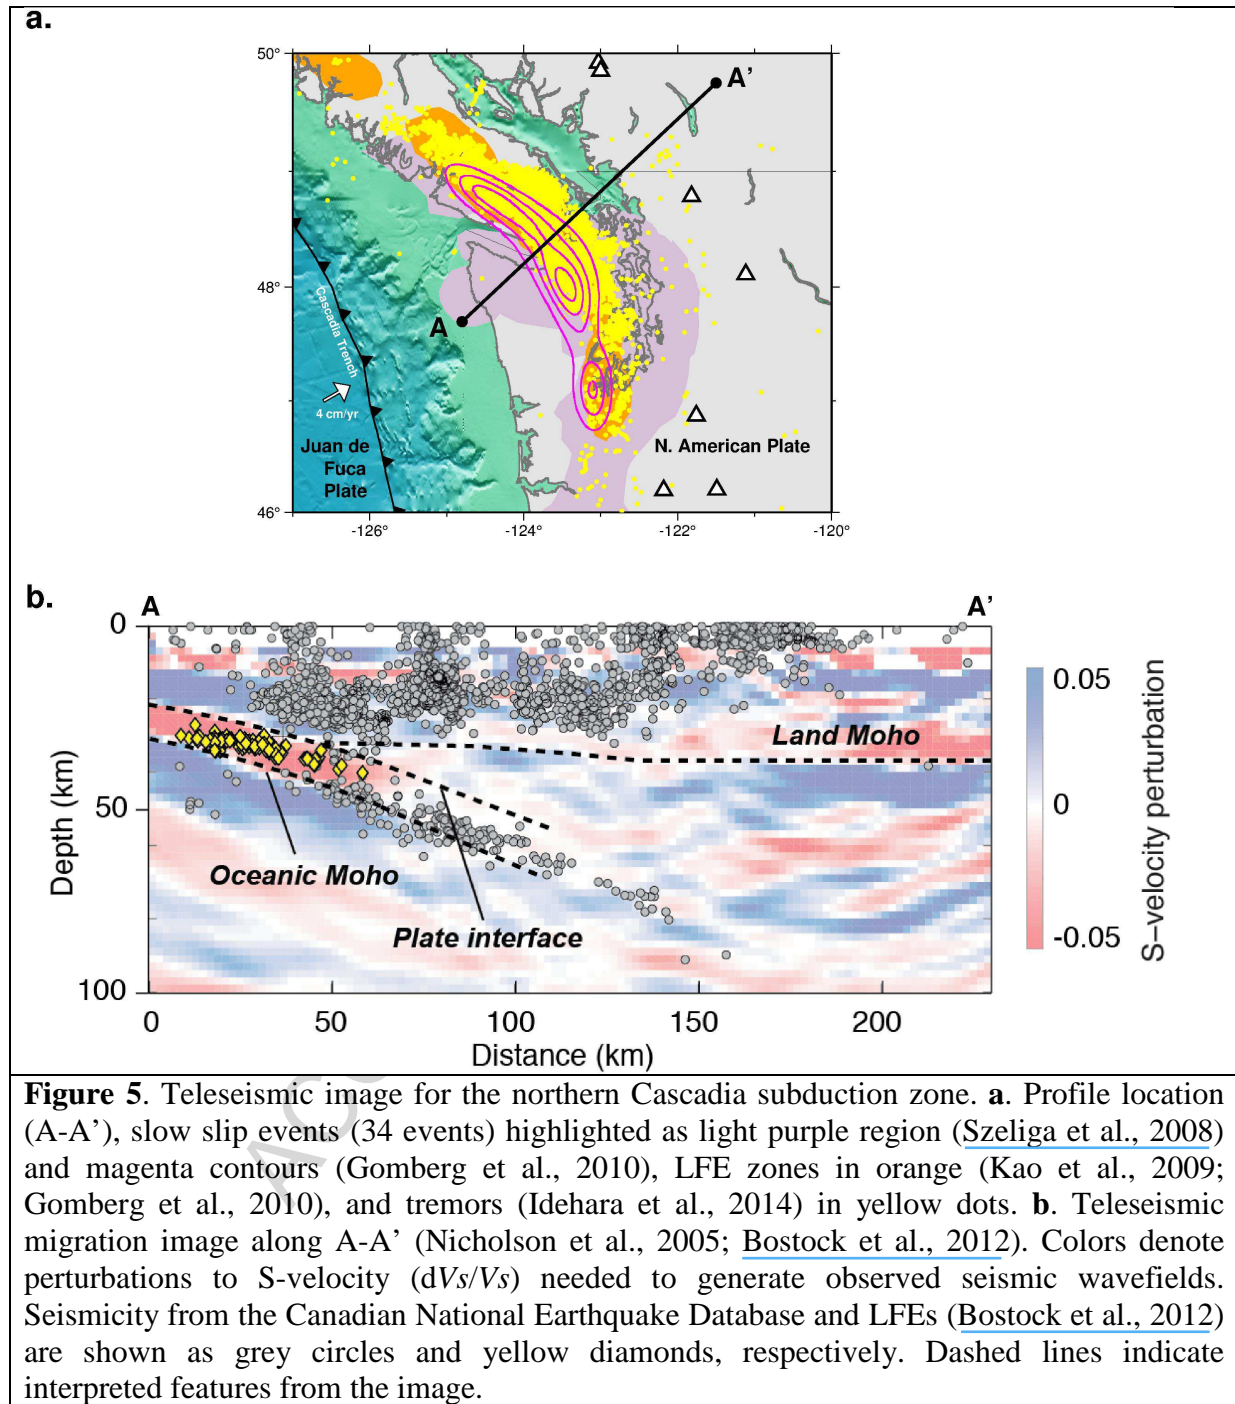 a.
50°
A'
48°
A
Cascadia Trench
4 cm/yr
Juan de
Fuca
Plate
N. American Plate
46°
-126°
-124°
-122°
-120°
b.
A
A'
0
50
100
Depth (km)
Land Moho
Oceanic Moho
Plate interface
0
50
100
150
200
Distance (km)
0.05
0
-0.05
S-velocity perturbation
AC
Figure 5. Teleseismic image for the northern Cascadia subduction zone. a. Profile location
(A-A’), slow slip events (34 events) highlighted as light purple region (Szeliga et al., 2008)
and magenta contours (Gomberg et al., 2010), LFE zones in orange (Kao et al., 2009;
Gomberg et al., 2010), and tremors (Idehara et al., 2014) in yellow dots. b. Teleseismic
migration image along A-A’ (Nicholson et al., 2005; Bostock et al., 2012). Colors denote
perturbations to S-velocity (dVs/Vs) needed to generate observed seismic wavefields.
Seismicity from the Canadian National Earthquake Database and LFEs (Bostock et al., 2012)
are shown as grey circles and yellow diamonds, respectively. Dashed lines indicate
interpreted features from the image.